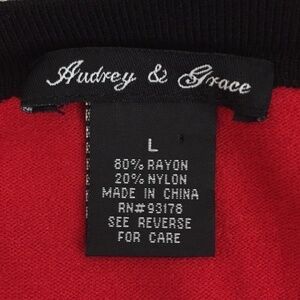 Audrey & Grace
L
80% RAYON
20% NYLON
MADE IN CHINA
RN#93178
SEE REVERSE
FOR CARE